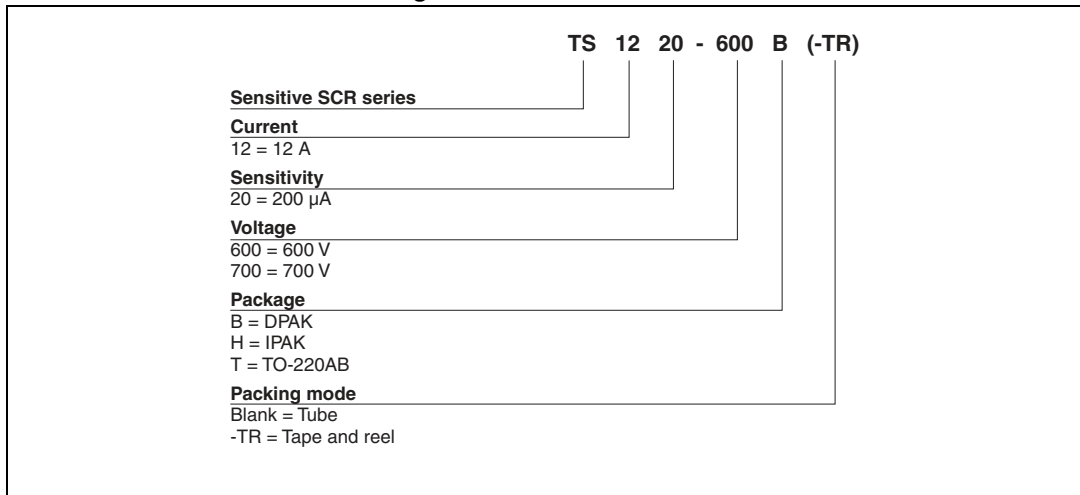 TS 12 20 - 600 B (-TR)
Sensitive SCR series
Current
12 = 12 A
Sensitivity
20 = 200 µA
Voltage
600 = 600 V
700 = 700 V
Package
B = DPAK
H = IPAK
T = TO-220AB
Packing mode
Blank = Tube
-TR = Tape and reel